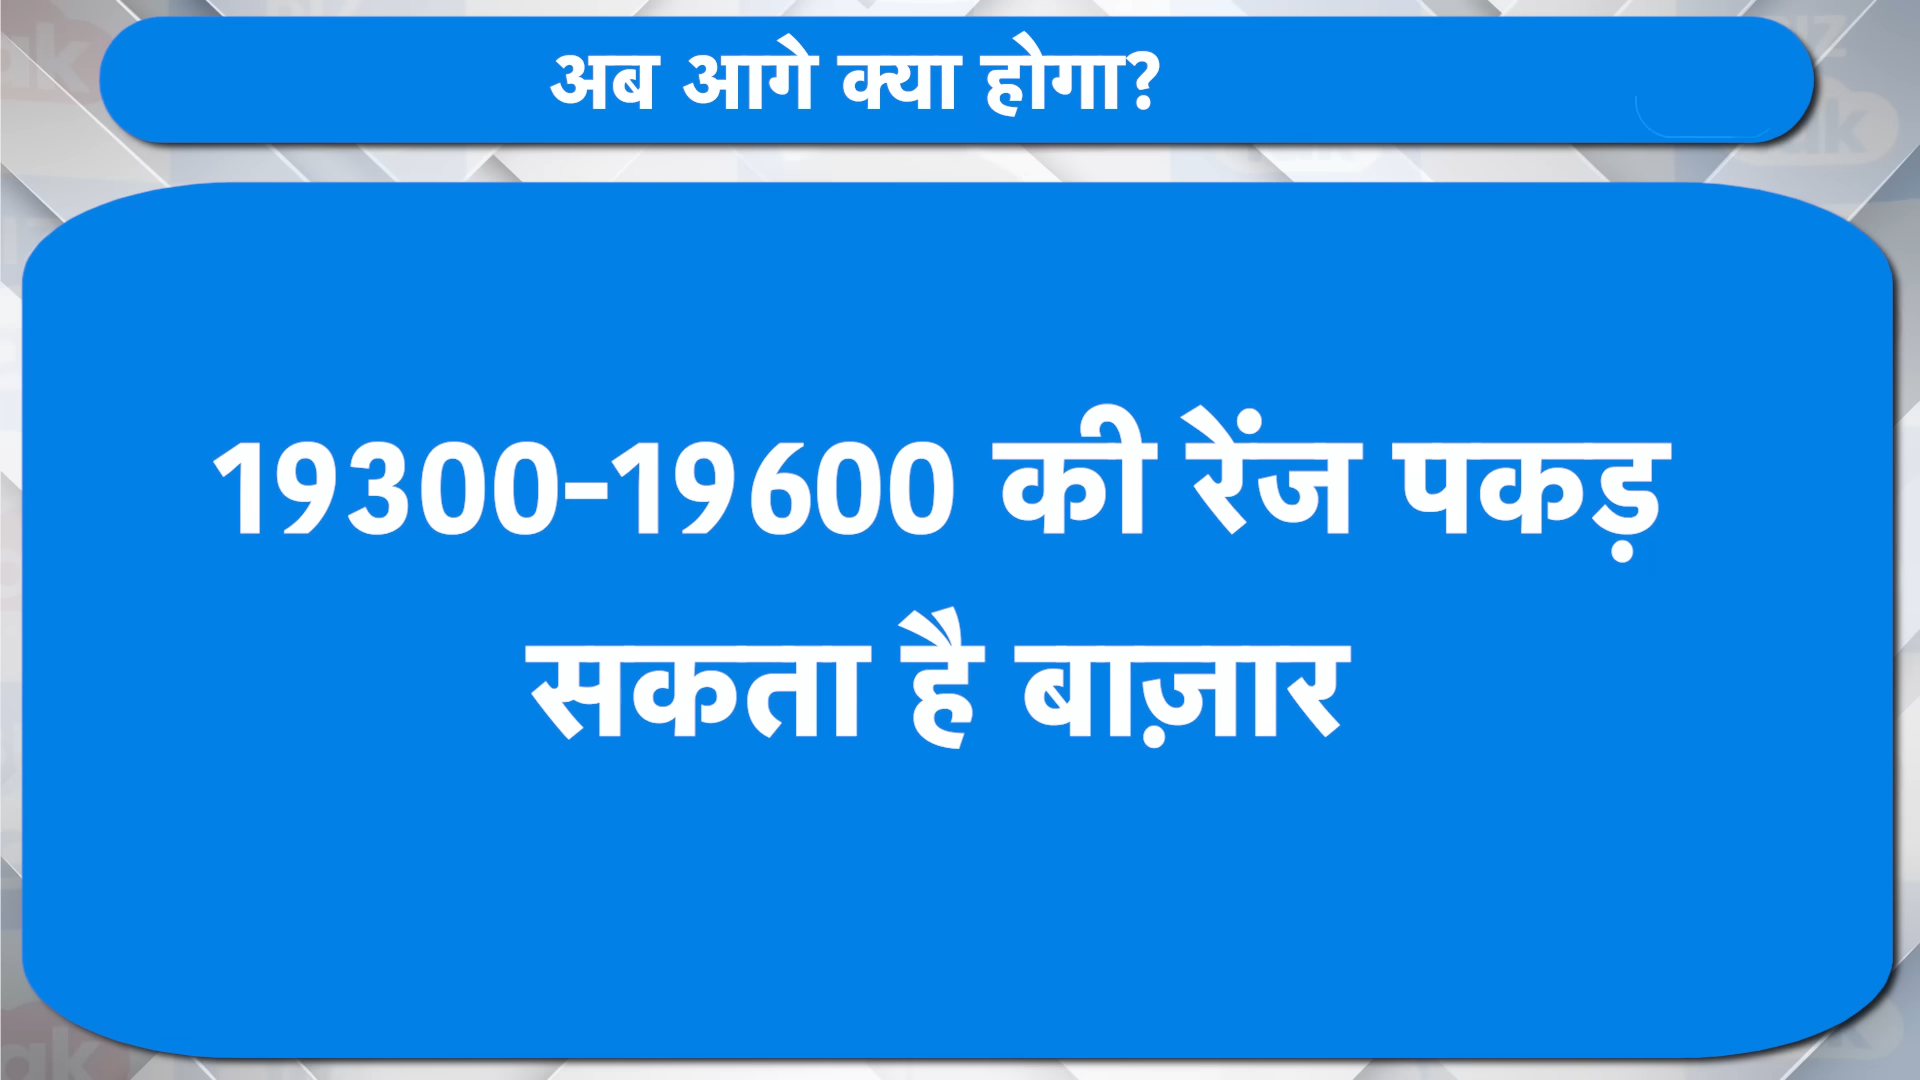 अब आगे क्या होगा?
19300-19600 की रेंज पकड़
सकता है बाज़ार